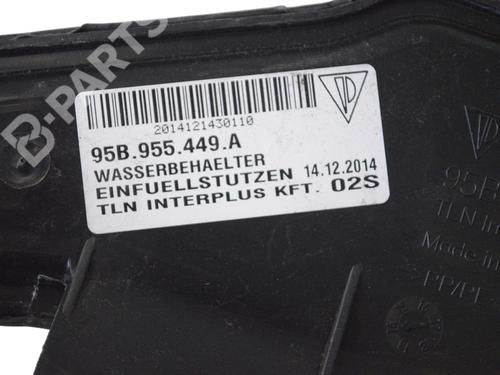 B-PARTS
2014121430110
95B.955.449.A
WASSERBEHAELTER
EINFUELLSTUTZEN 14.12.2014
TLN INTERPLUS KFT. 02S
95B
TLN IN
Made in
PP/PE